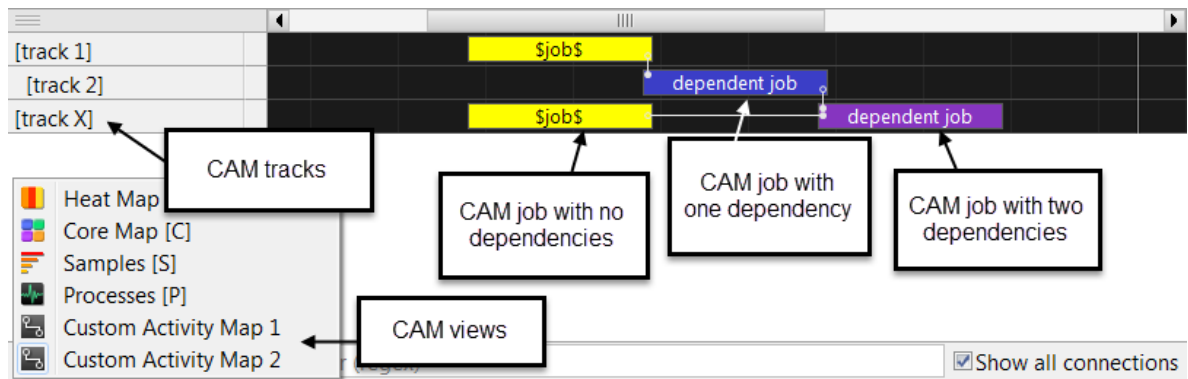 [track 1]
$job$
[track 2]
dependent job
[track X]
$job$
dependent job
CAM tracks
CAM job with no
dependencies
CAM job with
one dependency
CAM job with two
dependencies
Heat Map
Core Map [C]
Samples [S]
Processes [P]
Custom Activity Map 1
Custom Activity Map 2
CAM views
(regex)
Show all connections